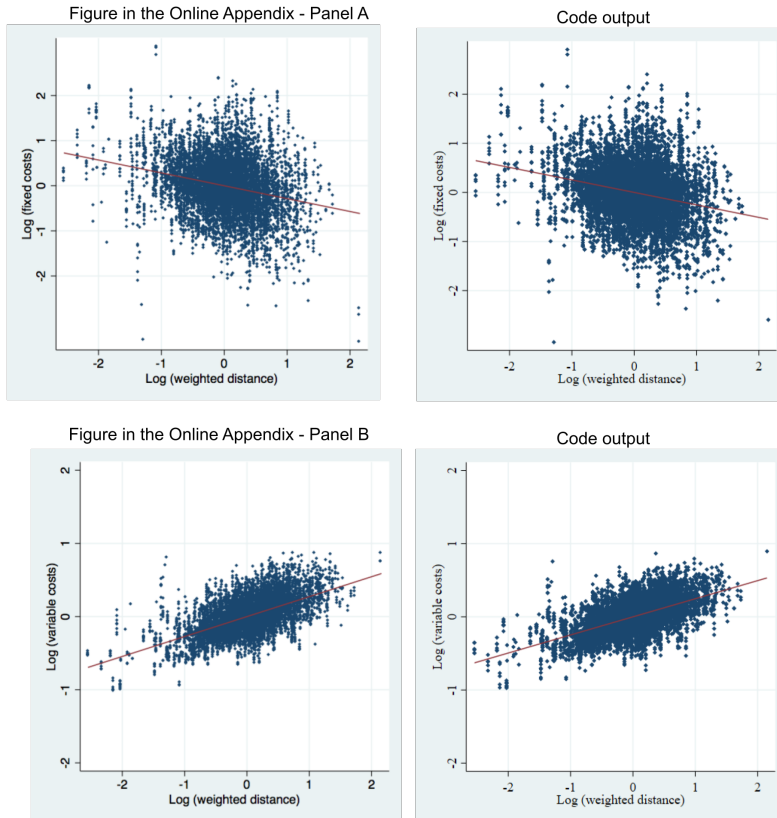 Figure in the Online Appendix - Panel A
Log (fixed costs)
2
1
0
-1
-2
-2 -1 0 1 2
Log (weighted distance)
Code output
Log (fixed costs)
2
1
0
-1
-2
-2 -1 0 1 2
Log (weighted distance)
Figure in the Online Appendix - Panel B
Log (variable costs)
2
1
0
-1
-2
-2 -1 0 1 2
Log (weighted distance)
Code output
Log (variable costs)
2
1
0
-1
-2
-2 -1 0 1 2
Log (weighted distance)